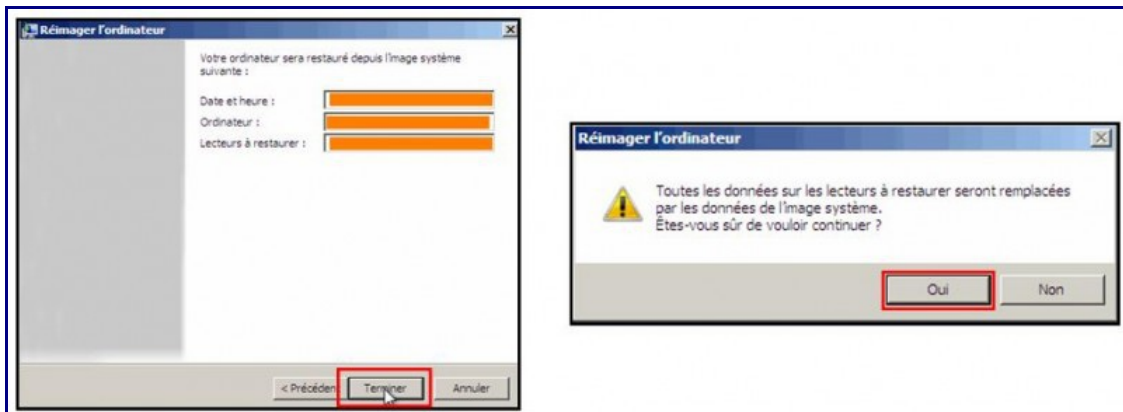 Réimager l'ordinateur
Votre ordinateur sera restauré depuis l'image système
suivante :
Date et heure :
Ordinateur :
Lecteurs à restaurer :
< Précéden
Terminer
Annuler
Réimager l'ordinateur
Toutes les données sur les lecteurs à restaurer seront remplacées
par les données de l'image système.
Êtes-vous sûr de vouloir continuer ?
Oui
Non